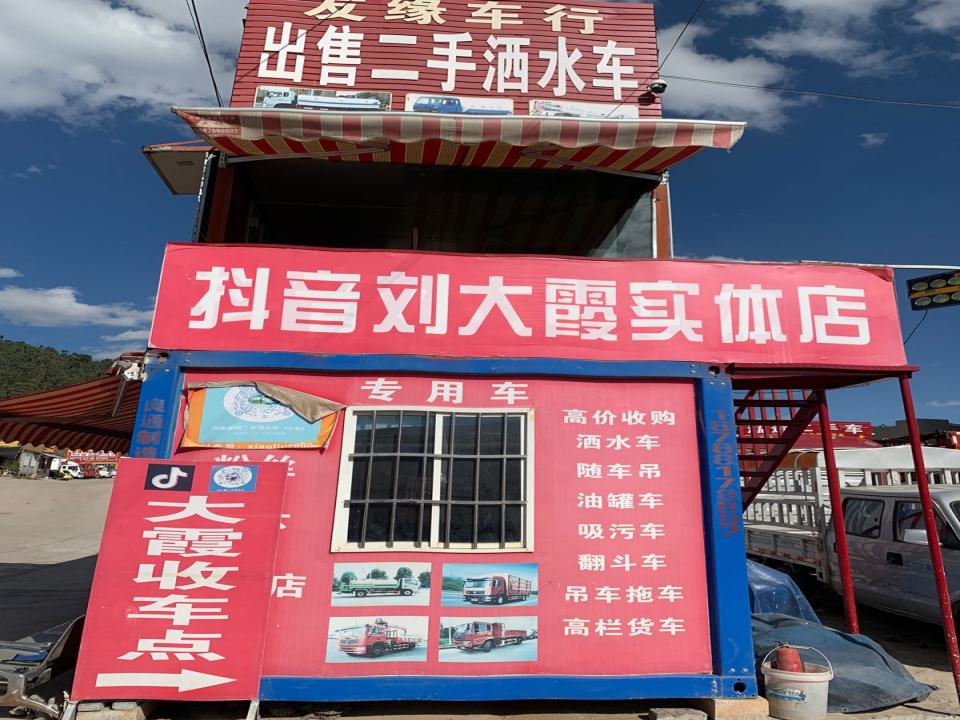 友缘车行
出售二手洒水车
抖音刘大霞实体店
专用车
高价收购
洒水车
随车吊
油罐车
吸污车
翻斗车
吊车拖车
高栏货车
店
大霞收车点